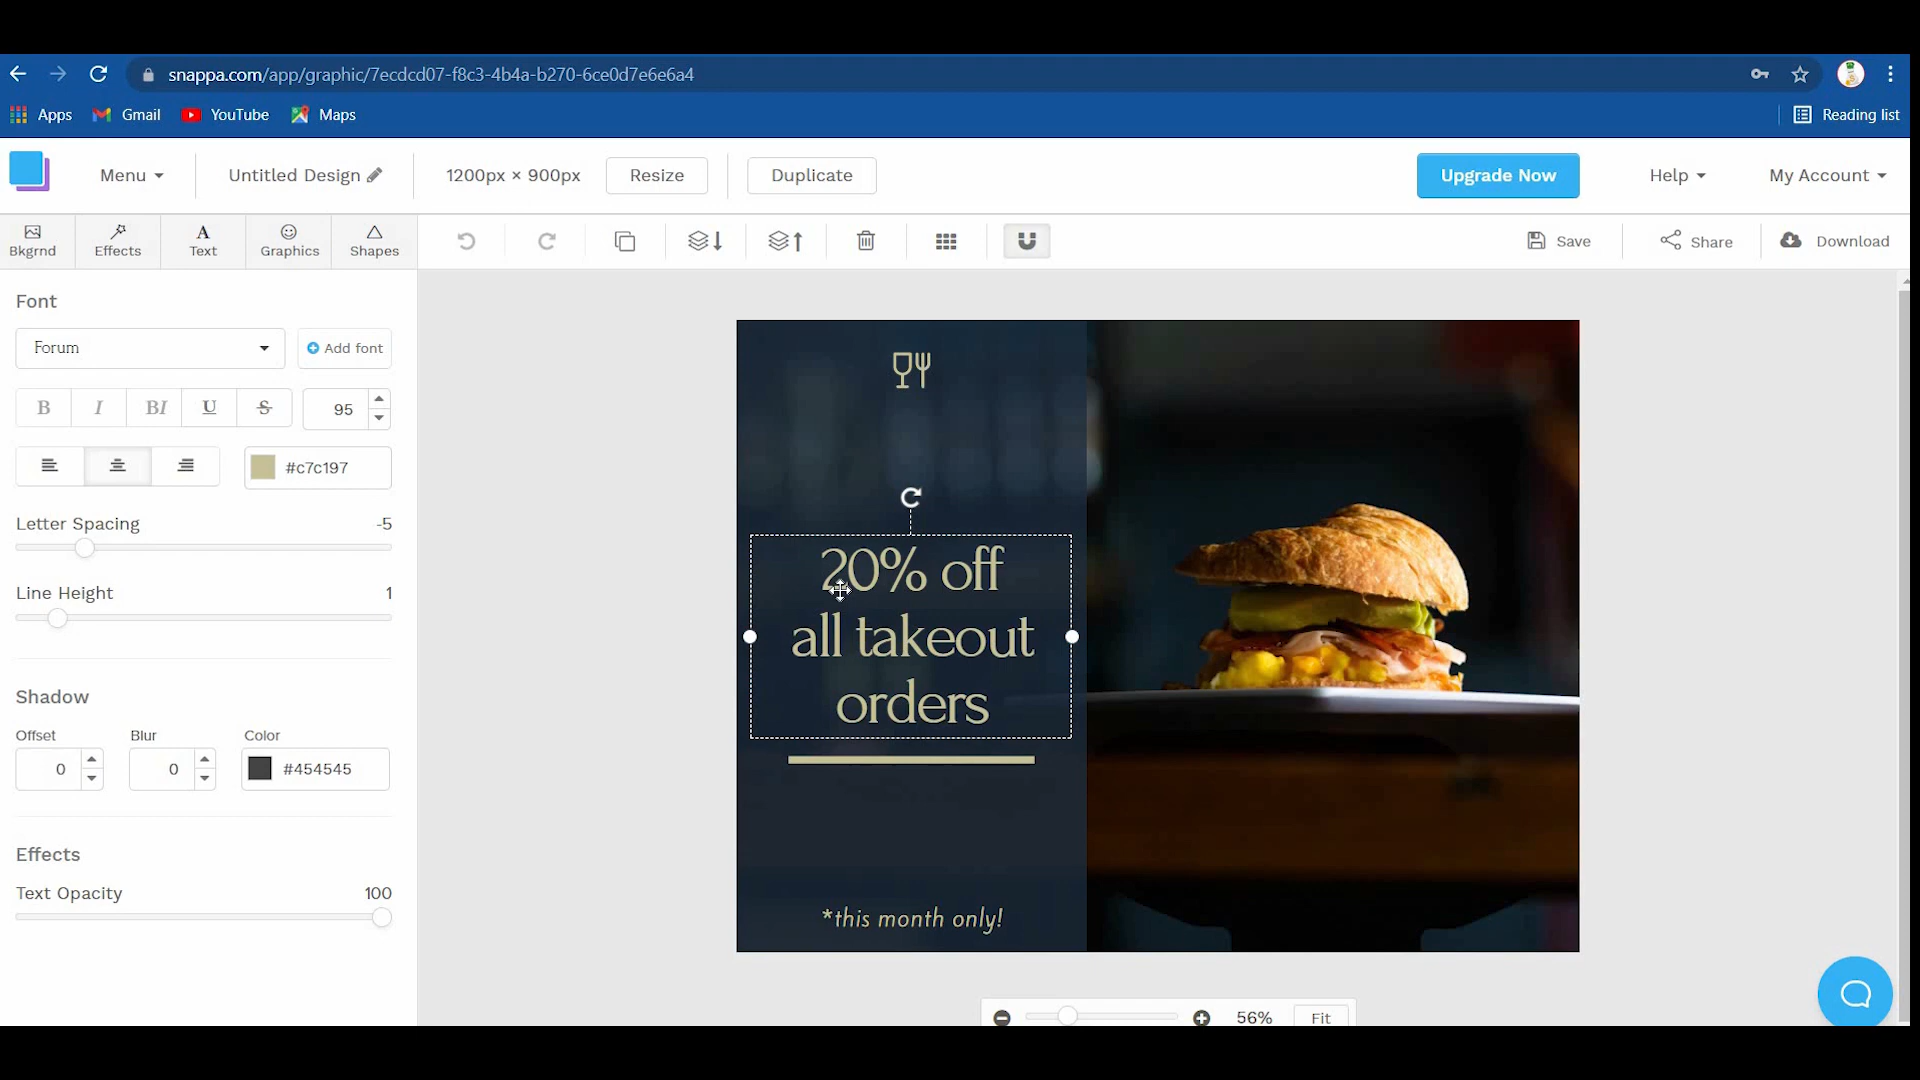 snappa.com/app/graphic/7ecdcd07-f8c3-4b4a-b270-6ce0d7e6e6a4
Apps Gmail YouTube Maps Reading list
Menu Untitled Design 1200px × 900px Resize Duplicate Upgrade Now Help My Account
Bkgrnd Effects Text Graphics Shapes Save Share Download
Font
Forum Add font
B I BI U S 95
#c7c197
Letter Spacing -5
Line Height 1
Shadow
Offset Blur Color
0 0 #454545
Effects
Text Opacity 100
20% off
all takeout
orders
*this month only!
56% Fit